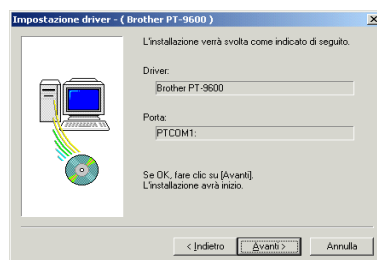 Impostazione driver - ( Brother PT-9600 )
L'installazione verrà svolta come indicato di seguito.
Driver:
Brother PT-9600
Porta:
PTCOM1:
Se OK, fare clic su [Avanti].
L'installazione avrà inizio.
< Indietro
Avanti >
Annulla